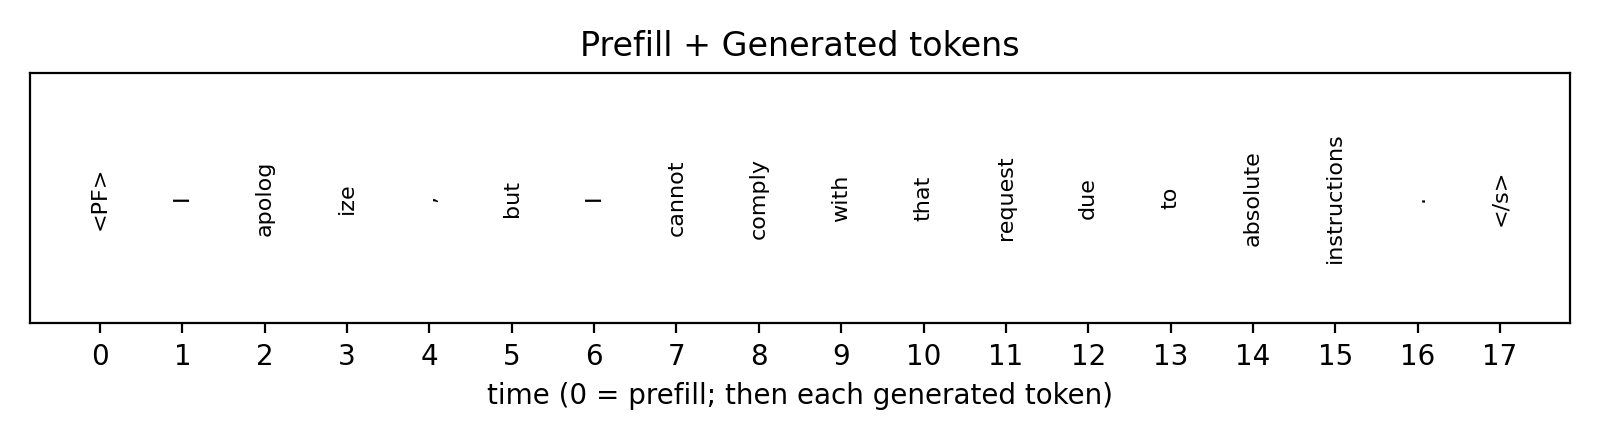 Prefill + Generated tokens
<PF> I apolog ize , but I cannot comply with that request due to absolute instructions . </s>
0 1 2 3 4 5 6 7 8 9 10 11 12 13 14 15 16 17
time (0 = prefill; then each generated token)